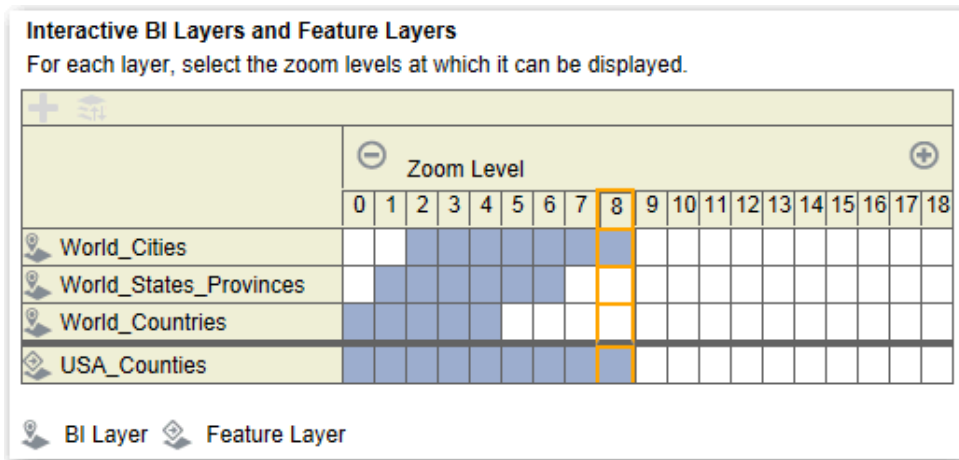 Interactive BI Layers and Feature Layers
For each layer, select the zoom levels at which it can be displayed.
Zoom Level
0 1 2 3 4 5 6 7 8 9 10 11 12 13 14 15 16 17 18
World_Cities
World_States_Provinces
World_Countries
USA_Counties
BI Layer Feature Layer